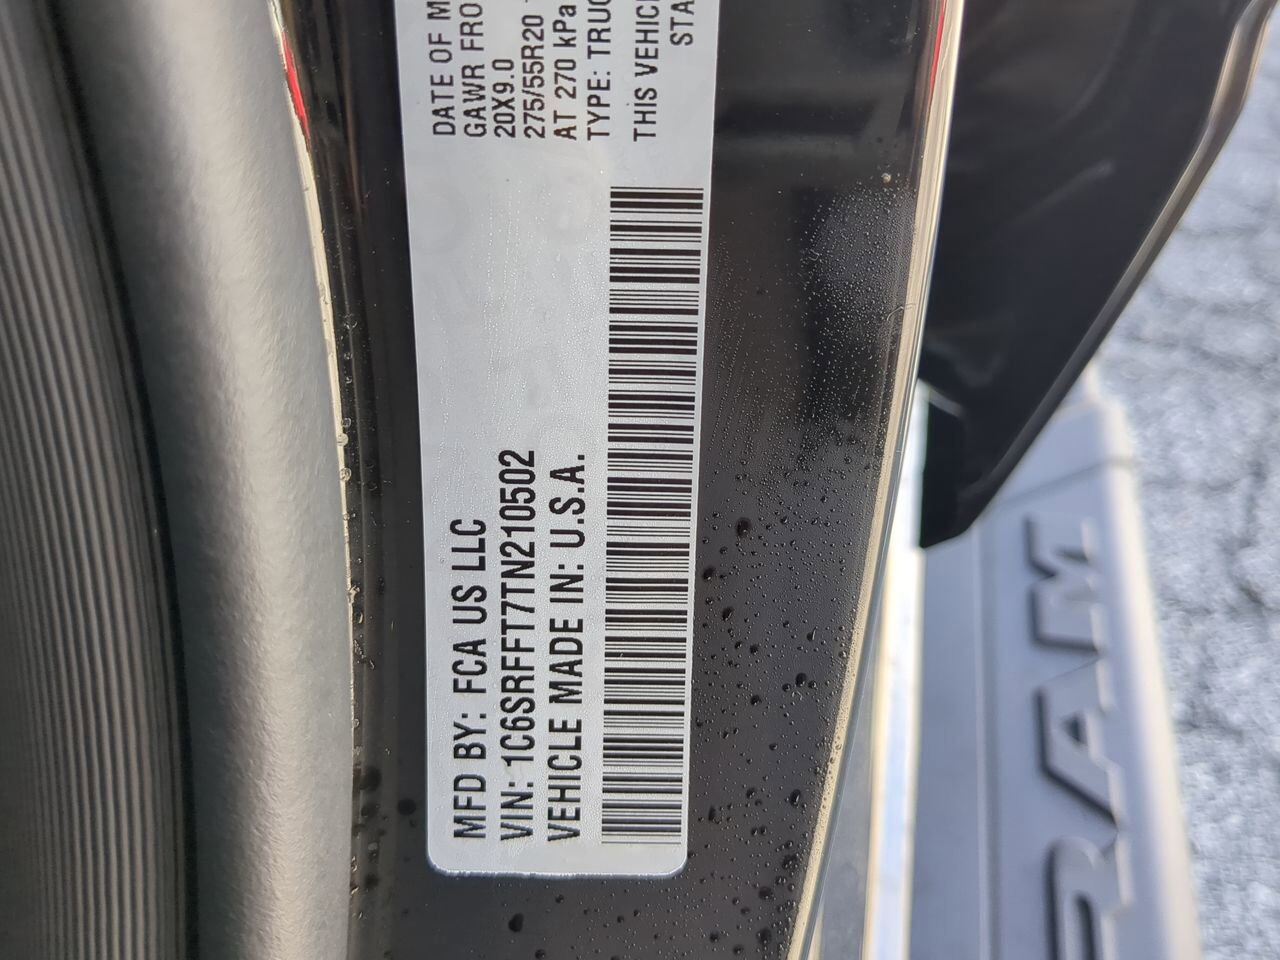 MFD BY: FCA US LLC
VIN: 1C6SRFFT7TN210502
VEHICLE MADE IN: U.S.A.
DATE OF M
GAWR FRO
20X9.0
275/55R20
AT 270 kPa
TYPE: TRUC
THIS VEHIC
STA
RAM